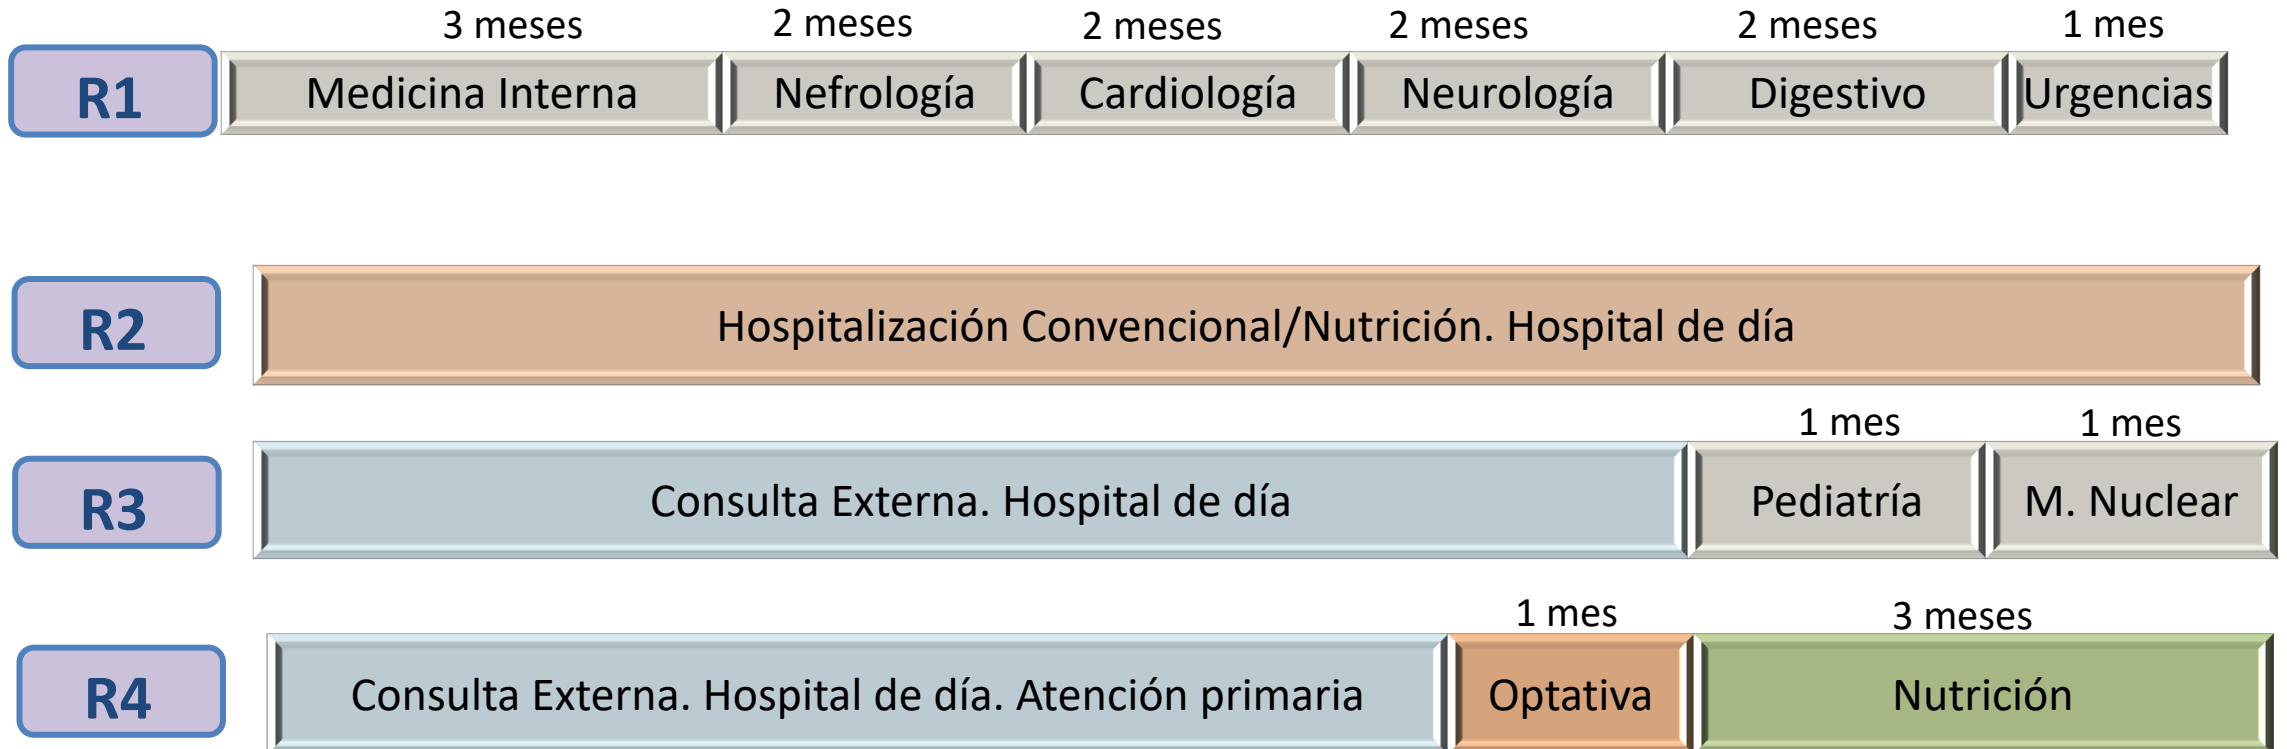 3 meses 2 meses 2 meses 2 meses 2 meses 1 mes
R1 Medicina Interna Nefrología Cardiología Neurología Digestivo Urgencias
R2 Hospitalización Convencional/Nutrición. Hospital de día
1 mes 1 mes
R3 Consulta Externa. Hospital de día Pediatría M. Nuclear
1 mes 3 meses
R4 Consulta Externa. Hospital de día. Atención primaria Optativa Nutrición